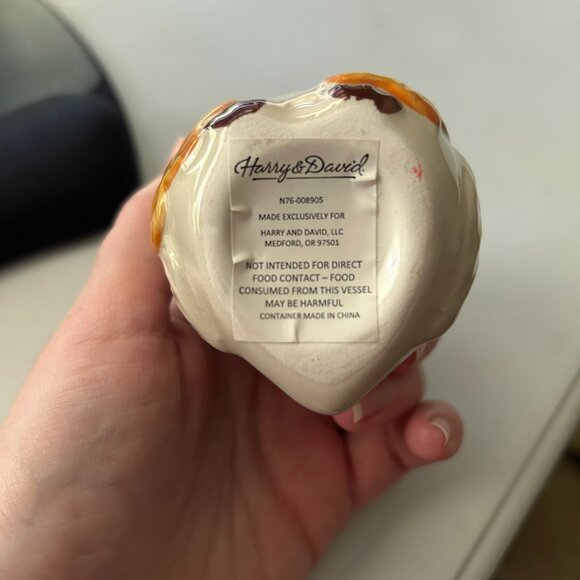 Harry & David
N76-008905
MADE EXCLUSIVELY FOR
HARRY AND DAVID, LLC
MEDFORD, OR 97501
NOT INTENDED FOR DIRECT
FOOD CONTACT – FOOD
CONSUMED FROM THIS VESSEL
MAY BE HARMFUL
CONTAINER MADE IN CHINA